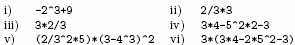 i) -2^3+9 ii) 2/3*3
iii) 3*2/3 iv) 3*4-5^2*2-3
v) (2/3^2*5)*(3-4^3)^2 vi) 3*(3*4-2*5^2-3)